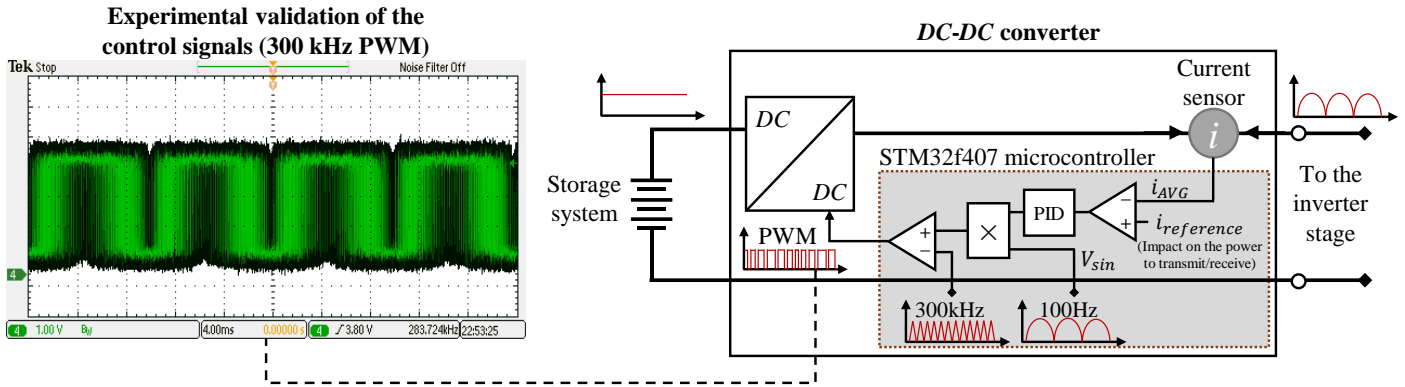 Experimental validation of the
control signals (300 kHz PWM)
Tek Stop
Noise Filter Off
4
4
1.00 V
BW
4.00ms
0.00000 s
4
3.80 V
283.724kHz
22:53:25
DC-DC converter
Current
sensor
DC
DC
i
STM32f407 microcontroller
Storage
system
PWM
PID
×
−
+
+
−
iAVG
ireference
(Impact on the power
to transmit/receive)
Vsin
300kHz
100Hz
To the
inverter
stage